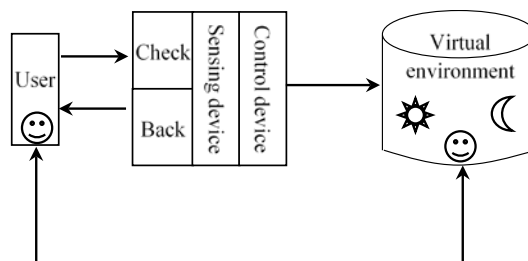 User
Check
Back
Sensing device
Control device
Virtual
environment